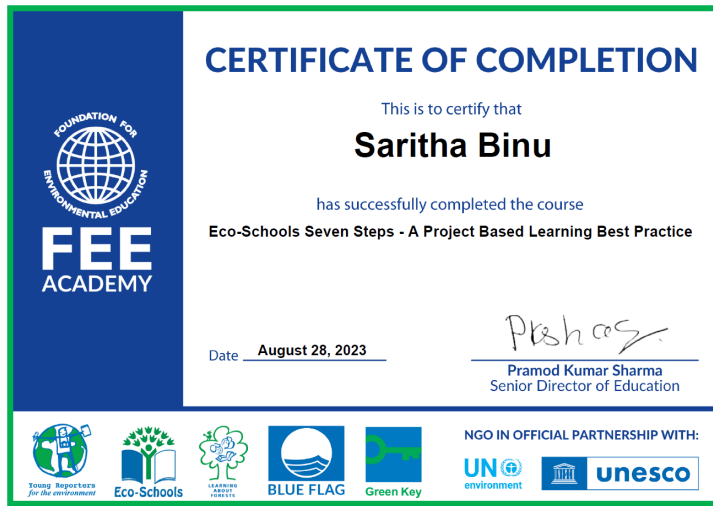 CERTIFICATE OF COMPLETION
This is to certify that
Saritha Binu
has successfully completed the course
Eco-Schools Seven Steps - A Project Based Learning Best Practice
FOUNDATION FOR
ENVIRONMENTAL EDUCATION
FEE
ACADEMY
Date August 28, 2023
Pramod Kumar Sharma
Senior Director of Education
Young Reporters
for the environment
Eco-Schools
LEARNING
ABOUT
FORESTS
BLUE FLAG
Green Key
NGO IN OFFICIAL PARTNERSHIP WITH:
UN
environment
unesco